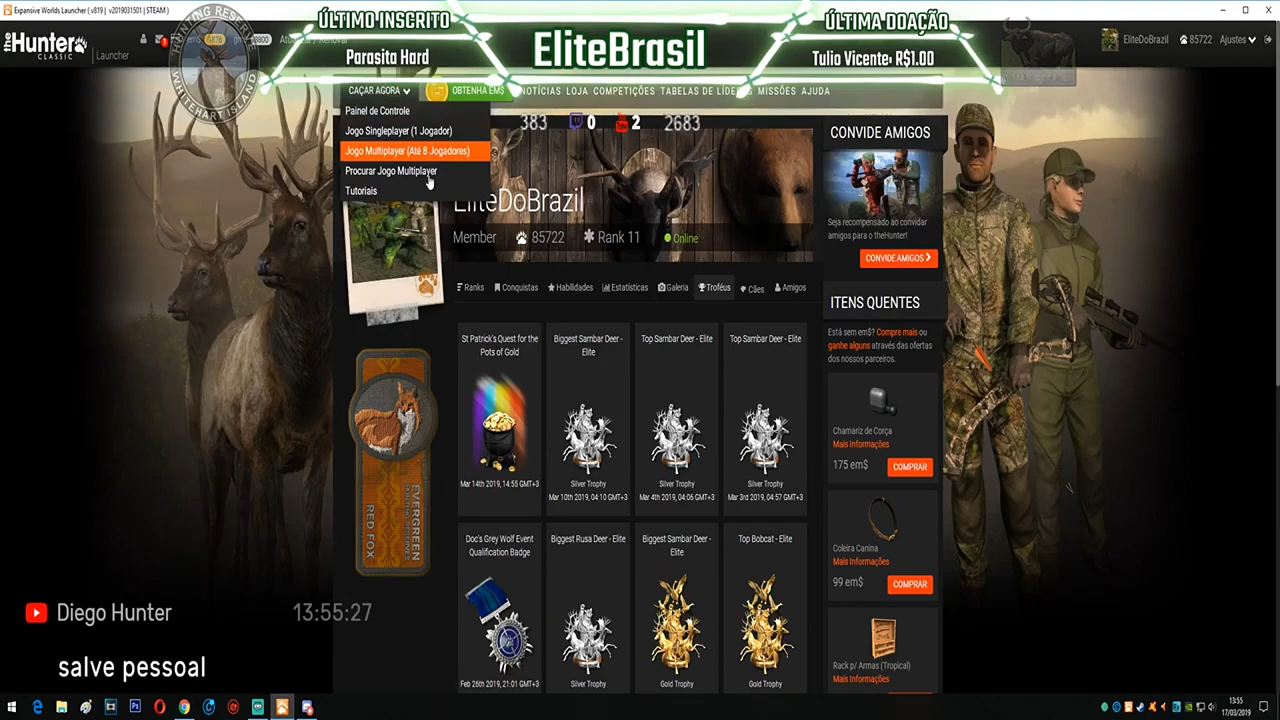 Expansive Worlds Launcher ( v819 | v2019031501 | STEAM )
ÚLTIMO INSCRITO
Parasita Hard
EliteBrasil
ÚLTIMA DOAÇÃO
Tulio Vicente: R$1.00
theHunter
CLASSIC
Launcher
HUNTING RESERVE
WHITEHART ISLAND
EliteDoBrazil
85722
Ajustes
CAÇAR AGORA
OBTENHA EM$
NOTÍCIAS
LOJA
COMPETIÇÕES
TABELAS DE LÍDERES
MISSÕES
AJUDA
Painel de Controle
Jogo Singleplayer (1 Jogador)
Jogo Multiplayer (Até 8 Jogadores)
Procurar Jogo Multiplayer
Tutoriais
383
0
2
2683
EliteDoBrazil
Member
85722
Rank 11
Online
Ranks
Conquistas
Habilidades
Estatísticas
Galeria
Troféus
Cães
Amigos
St Patrick's Quest for the
Pots of Gold
Mar 14th 2019, 14:55 GMT+3
Biggest Sambar Deer -
Elite
Silver Trophy
Mar 10th 2019, 04:10 GMT+3
Top Sambar Deer - Elite
Silver Trophy
Mar 4th 2019, 04:06 GMT+3
Top Sambar Deer - Elite
Silver Trophy
Mar 3rd 2019, 04:57 GMT+3
Doc's Grey Wolf Event
Qualification Badge
Feb 26th 2019, 21:01 GMT+3
Biggest Rusa Deer - Elite
Silver Trophy
Biggest Sambar Deer -
Elite
Gold Trophy
Top Bobcat - Elite
Gold Trophy
EVERGREEN
RED FOX
CONVIDE AMIGOS
Seja recompensado ao convidar
amigos para o theHunter!
CONVIDE AMIGOS
ITENS QUENTES
Está sem em$? Compre mais ou
ganhe alguns através das ofertas
dos nossos parceiros.
Chamariz de Corça
Mais Informações
175 em$
COMPRAR
Coleira Canina
Mais Informações
99 em$
COMPRAR
Rack p/ Armas (Tropical)
Mais Informações
Diego Hunter
13:55:27
salve pessoal
13:55
17/03/2019